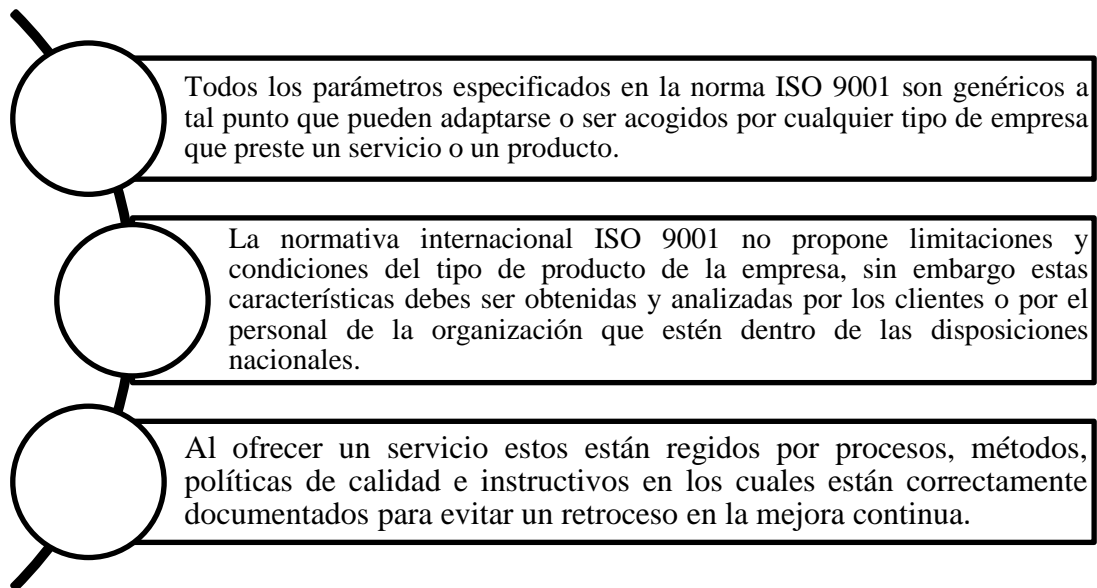 Todos los parámetros especificados en la norma ISO 9001 son genéricos a
tal punto que pueden adaptarse o ser acogidos por cualquier tipo de empresa
que preste un servicio o un producto.
La normativa internacional ISO 9001 no propone limitaciones y
condiciones del tipo de producto de la empresa, sin embargo estas
características debes ser obtenidas y analizadas por los clientes o por el
personal de la organización que estén dentro de las disposiciones
nacionales.
Al ofrecer un servicio estos están regidos por procesos, métodos,
políticas de calidad e instructivos en los cuales están correctamente
documentados para evitar un retroceso en la mejora continua.